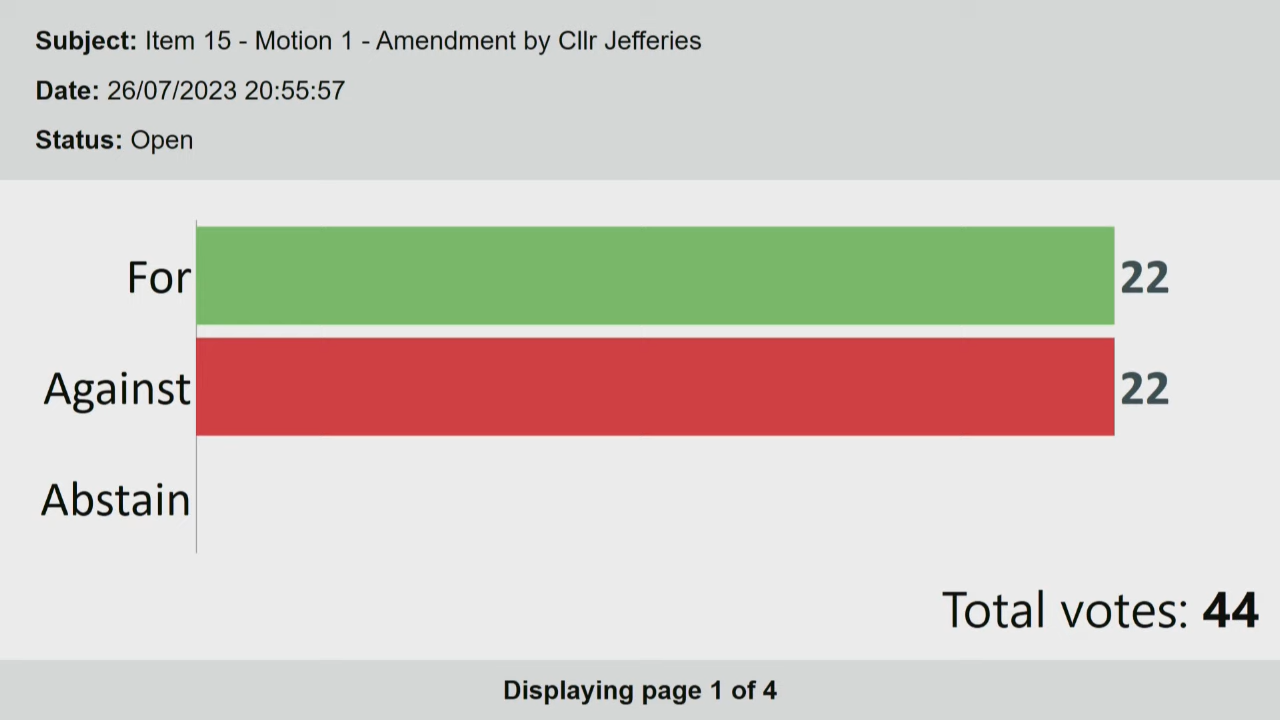 Subject: Item 15 - Motion 1 - Amendment by Cllr Jefferies
Date: 26/07/2023 20:55:57
Status: Open
For 22
Against 22
Abstain
Total votes: 44
Displaying page 1 of 4